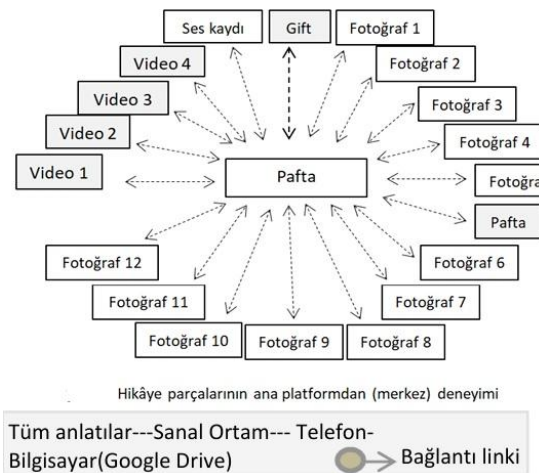 Ses kaydı
Gift
Fotoğraf 1
Video 4
Fotoğraf 2
Video 3
Fotoğraf 3
Video 2
Fotoğraf 4
Video 1
Pafta
Fotoğra
Pafta
Fotoğraf 12
Fotoğraf 6
Fotoğraf 11
Fotoğraf 7
Fotoğraf 10
Fotoğraf 9
Fotoğraf 8
Hikâye parçalarının ana platformdan (merkez) deneyimi
Tüm anlatılar---Sanal Ortam--- Telefon-
Bilgisayar(Google Drive)
Bağlantı linki